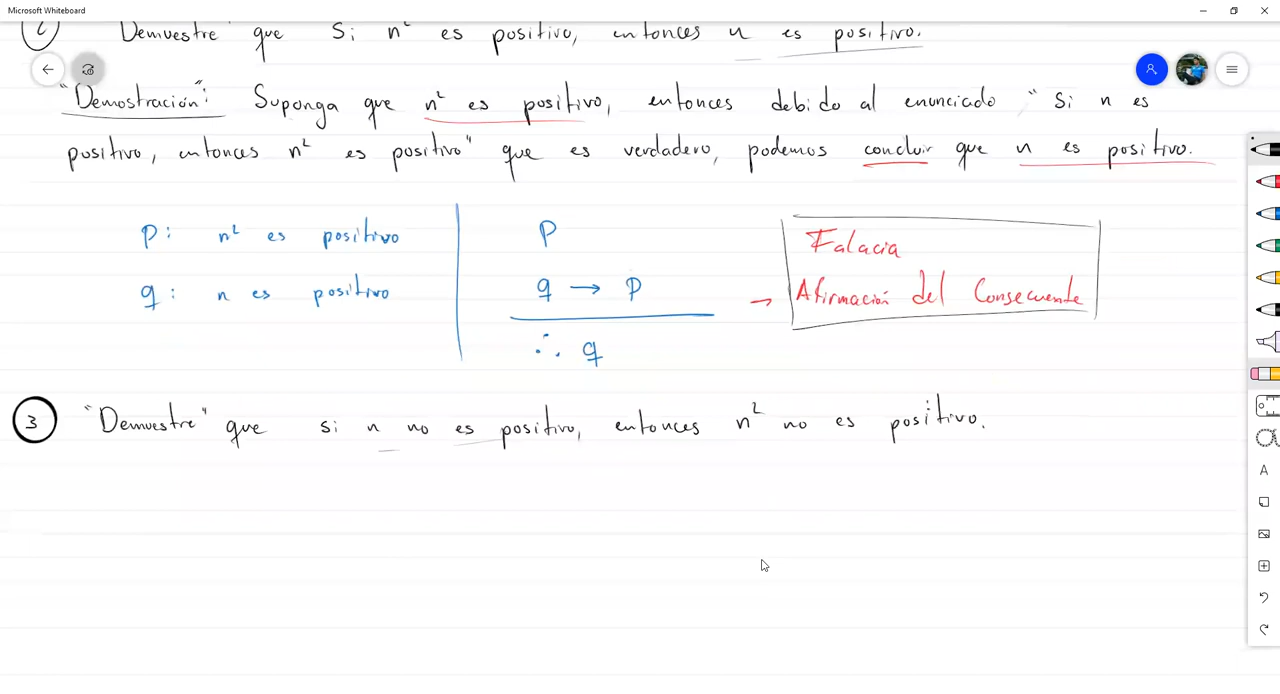 Microsoft Whiteboard
2 Demuestre que Si n² es positivo, entonces n es positivo.
"Demostración": Suponga que n² es positivo, entonces debido al enunciado "Si n es
positivo, entonces n² es positivo" que es verdadero, podemos concluir que n es positivo.
p: n² es positivo
q: n es positivo
p
q → p
∴ q
Falacia
→ Afirmación del Consecuente
3 "Demuestre" que si n no es positivo, entonces n² no es positivo.
A